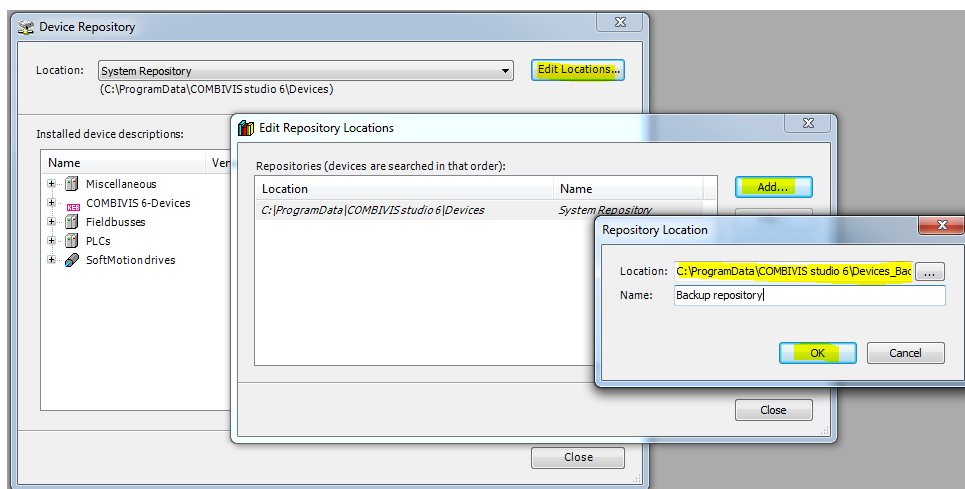 Device Repository
Location: System Repository Edit Locations...
(C:\ProgramData\COMBIVIS studio 6\Devices)
Installed device descriptions:
Name Ver
Miscellaneous
KEB COMBIVIS 6-Devices
Fieldbusses
PLCs
SoftMotion drives
Close
Edit Repository Locations
Repositories (devices are searched in that order):
Location Name
C:\ProgramData\COMBIVIS studio 6\Devices System Repository
Add...
Close
Repository Location
Location: C:\ProgramData\COMBIVIS studio 6\Devices_Bac ...
Name: Backup repository
OK Cancel